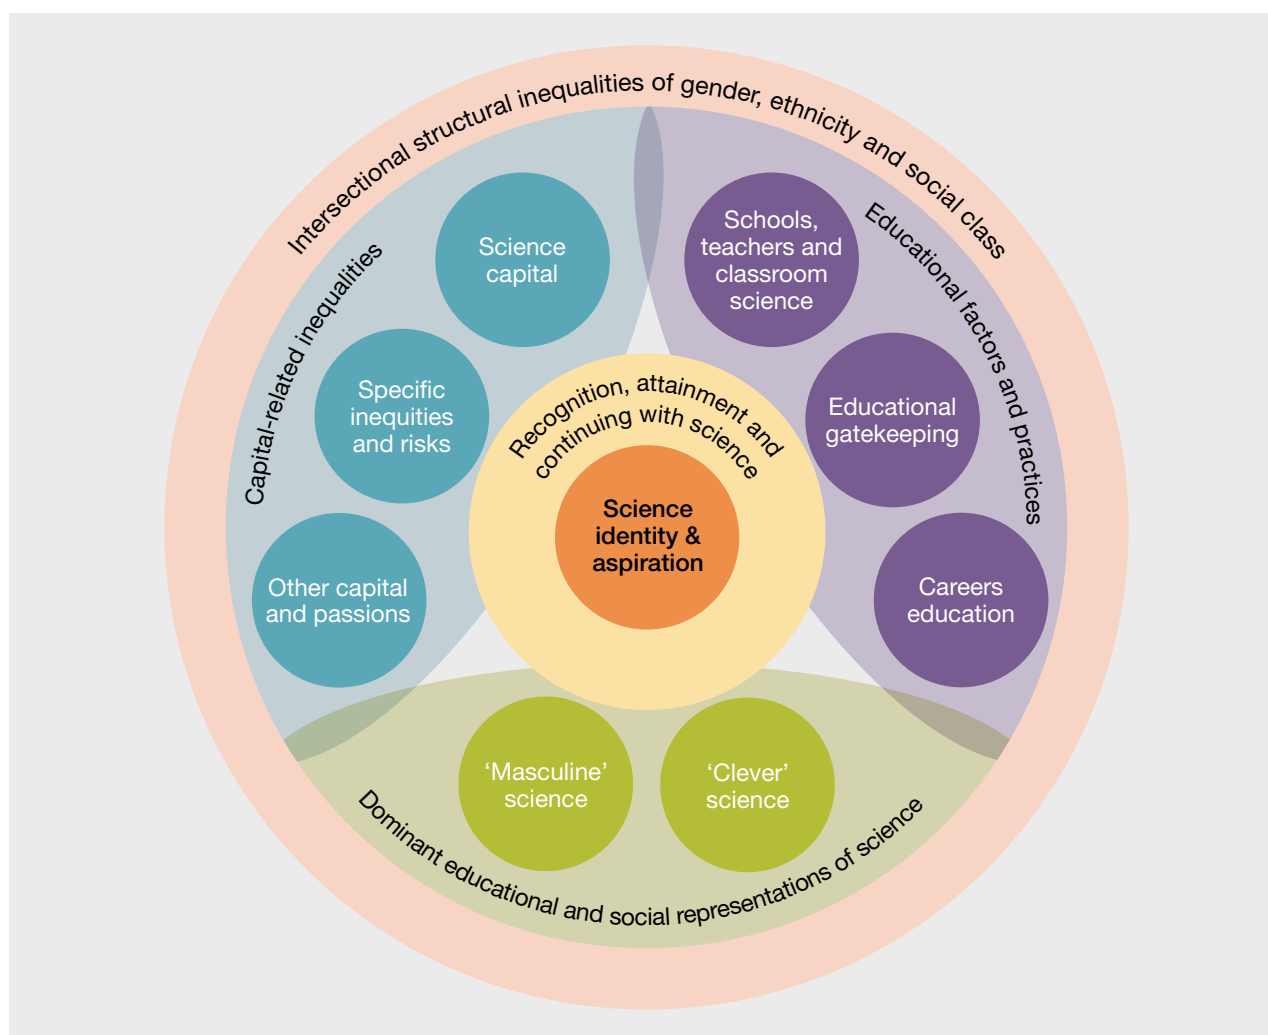 Intersectional structural inequalities of gender, ethnicity and social class
Capital-related inequalities
Science
capital
Specific
inequities
and risks
Other capital
and passions
Educational factors and practices
Schools,
teachers and
classroom
science
Educational
gatekeeping
Careers
education
Recognition, attainment and
continuing with science
Science
identity &
aspiration
‘Masculine’
science
‘Clever’
science
Dominant educational and social representations of science